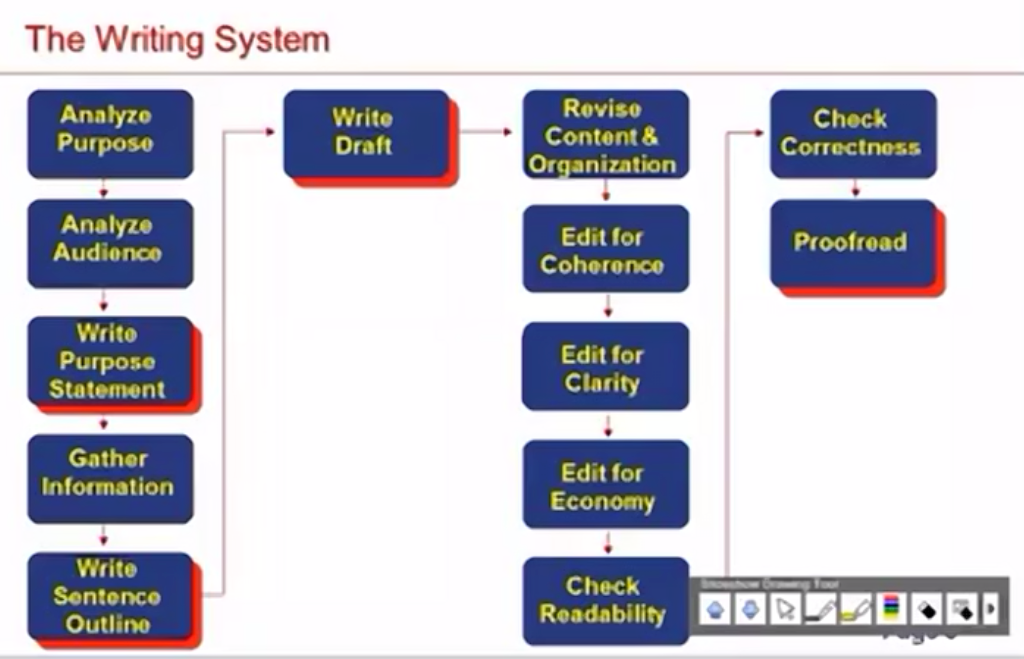 The Writing System
Analyze
Purpose
Analyze
Audience
Write
Purpose
Statement
Gather
Information
Write
Sentence
Outline
Write
Draft
Revise
Content &
Organization
Edit for
Coherence
Edit for
Clarity
Edit for
Economy
Check
Readability
Check
Correctness
Proofread
Slideshow Drawing Tool